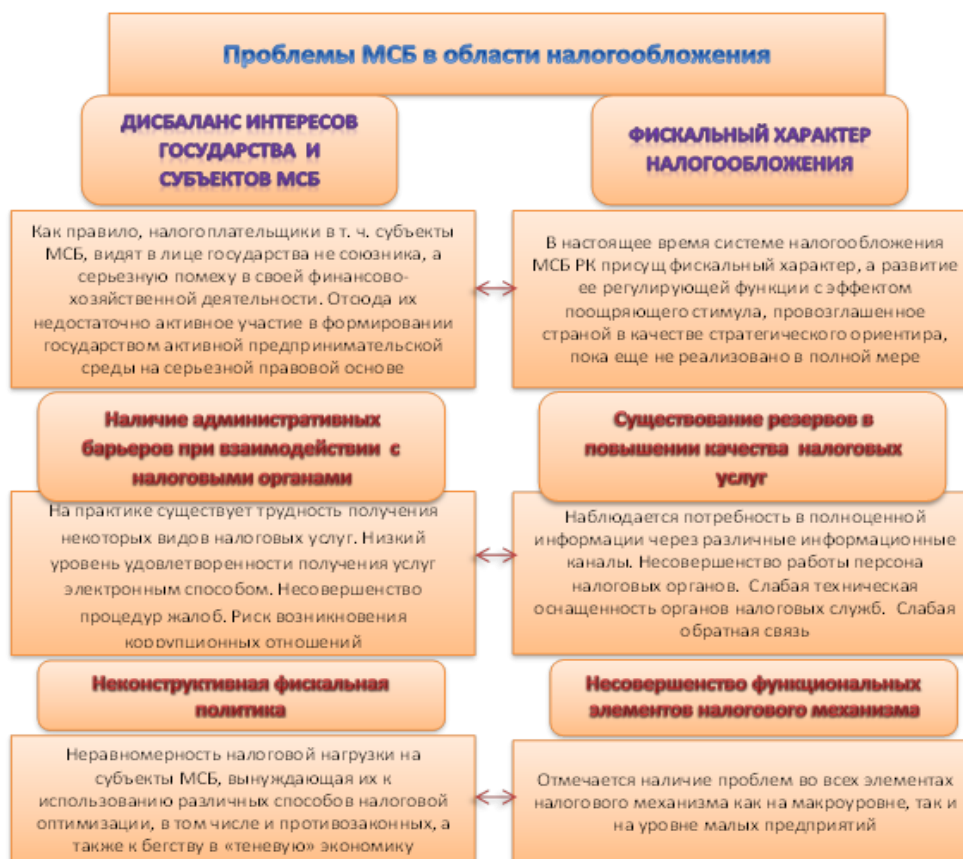 Проблемы МСБ в области налогообложения
ДИСБАЛАНС ИНТЕРЕСОВ
ГОСУДАРСТВА И
СУБЪЕКТОВ МСБ
Как правило, налогоплательщики в т. ч. субъекты
МСБ, видят в лице государства не союзника, а
серьезную помеху в своей финансово-
хозяйственной деятельности. Отсюда их
недостаточно активное участие в формировании
государством активной предпринимательской
среды на серьезной правовой основе
ФИСКАЛЬНЫЙ ХАРАКТЕР
НАЛОГООБЛОЖЕНИЯ
В настоящее время системе налогообложения
МСБ РК присущ фискальный характер, а развитие
ее регулирующей функции с эффектом
поощряющего стимула, провозглашенное
страной в качестве стратегического ориентира,
пока еще не реализовано в полной мере
Наличие административных
барьеров при взаимодействии с
налоговыми органами
На практике существует трудность получения
некоторых видов налоговых услуг. Низкий
уровень удовлетворенности получения услуг
электронным способом. Несовершенство
процедур жалоб. Риск возникновения
коррупционных отношений
Существование резервов в
повышении качества налоговых
услуг
Наблюдается потребность в полноценной
информации через различные информационные
каналы. Несовершенство работы персона
налоговых органов. Слабая техническая
оснащенность органов налоговых служб. Слабая
обратная связь
Неконструктивная фискальная
политика
Неравномерность налоговой нагрузки на
субъекты МСБ, вынуждающая их к
использованию различных способов налоговой
оптимизации, в том числе и противозаконных, а
также к бегству в «теневую» экономику
Несовершенство функциональных
элементов налогового механизма
Отмечается наличие проблем во всех элементах
налогового механизма как на макроуровне, так и
на уровне малых предприятий